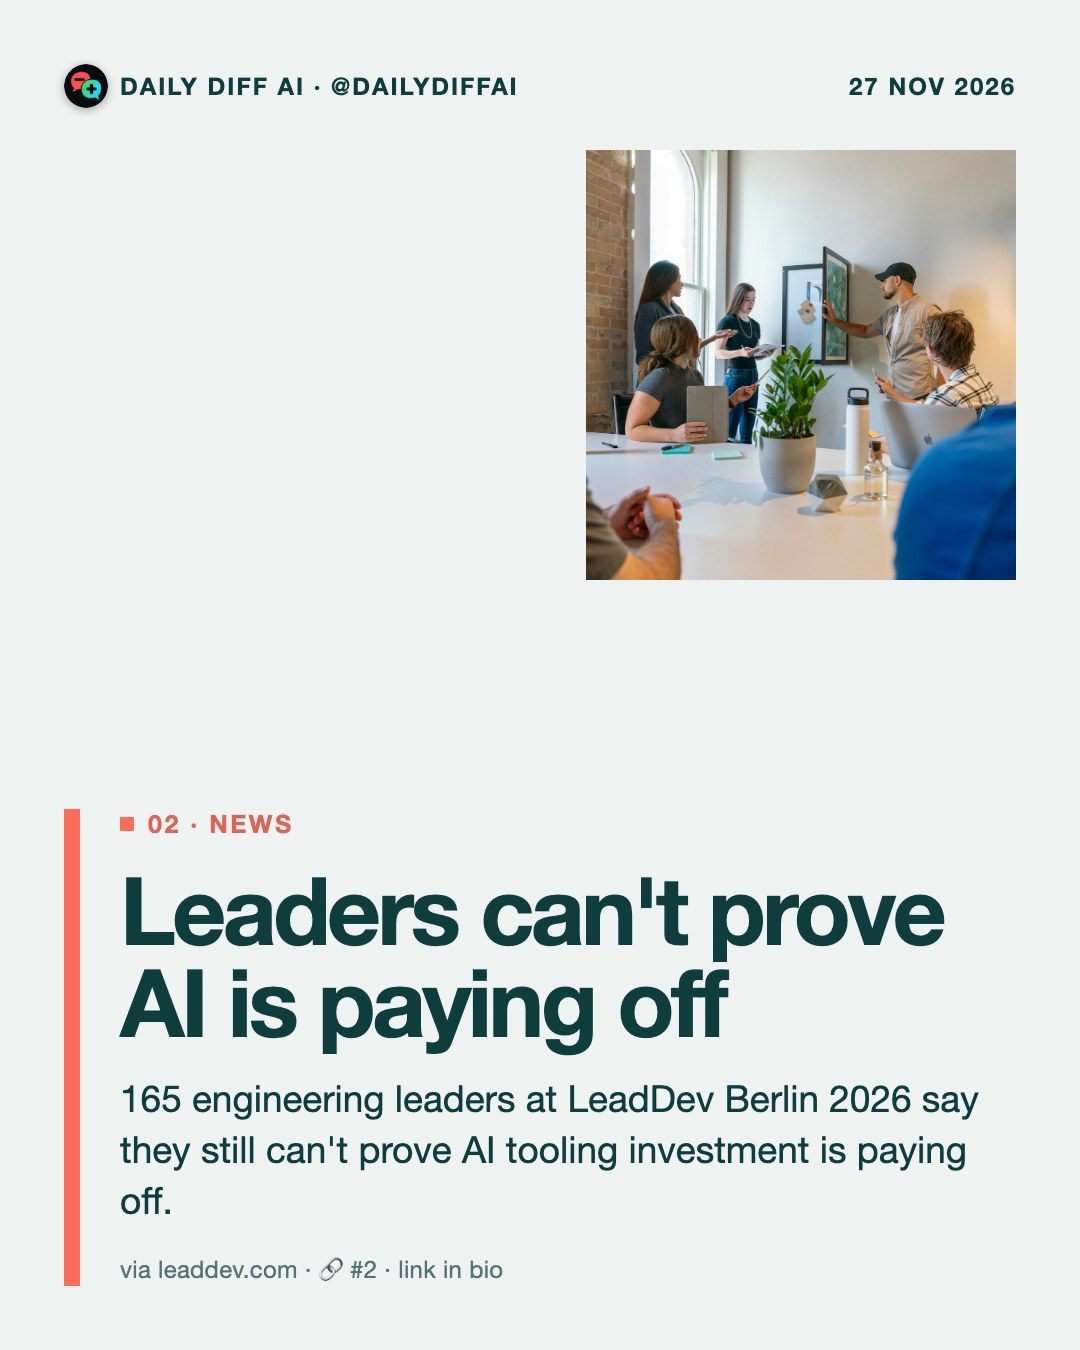 DAILY DIFF AI · @DAILYDIFFAI
27 NOV 2026
02 · NEWS
Leaders can't prove
AI is paying off
165 engineering leaders at LeadDev Berlin 2026 say
they still can't prove AI tooling investment is paying
off.
via leaddev.com · 🔗 #2 · link in bio